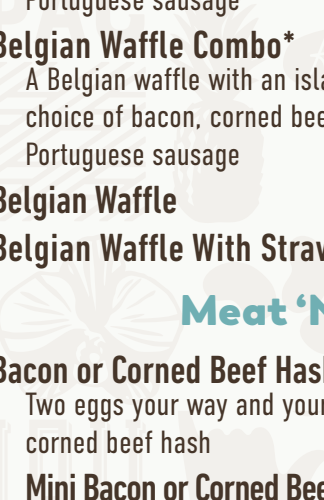 Portuguese sausage
Belgian Waffle Combo*
A Belgian waffle with an isla
choice of bacon, corned bee
Portuguese sausage
Belgian Waffle
Belgian Waffle With Straw
Meat ‘N
Bacon or Corned Beef Hash
Two eggs your way and your
corned beef hash
Mini Bacon or Corned Bee